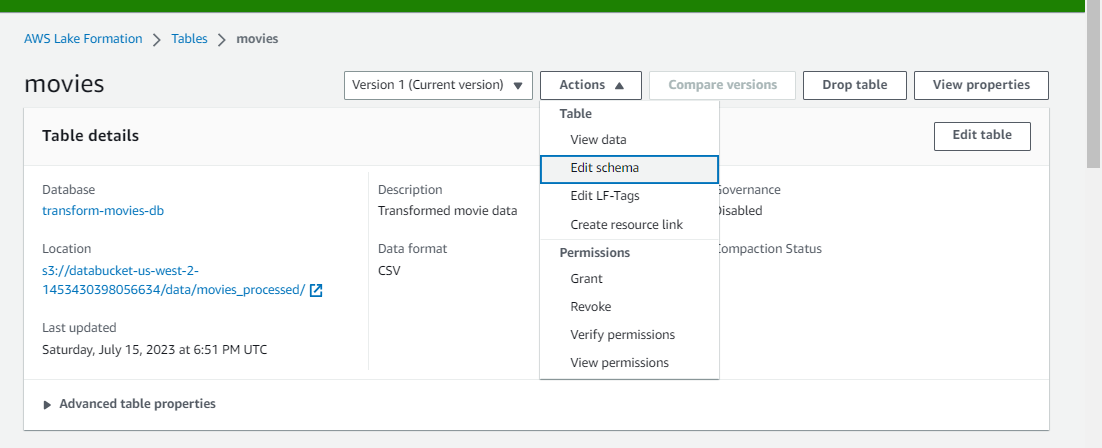 AWS Lake Formation > Tables > movies
movies
Version 1 (Current version)
Actions
Compare versions
Drop table
View properties
Table
View data
Edit schema
Edit LF-Tags
Create resource link
Permissions
Grant
Revoke
Verify permissions
View permissions
Table details
Edit table
Database
transform-movies-db
Description
Transformed movie data
Governance
Disabled
Location
s3://databucket-us-west-2-
1453430398056634/data/movies_processed/
Data format
CSV
Compaction Status
Last updated
Saturday, July 15, 2023 at 6:51 PM UTC
Advanced table properties